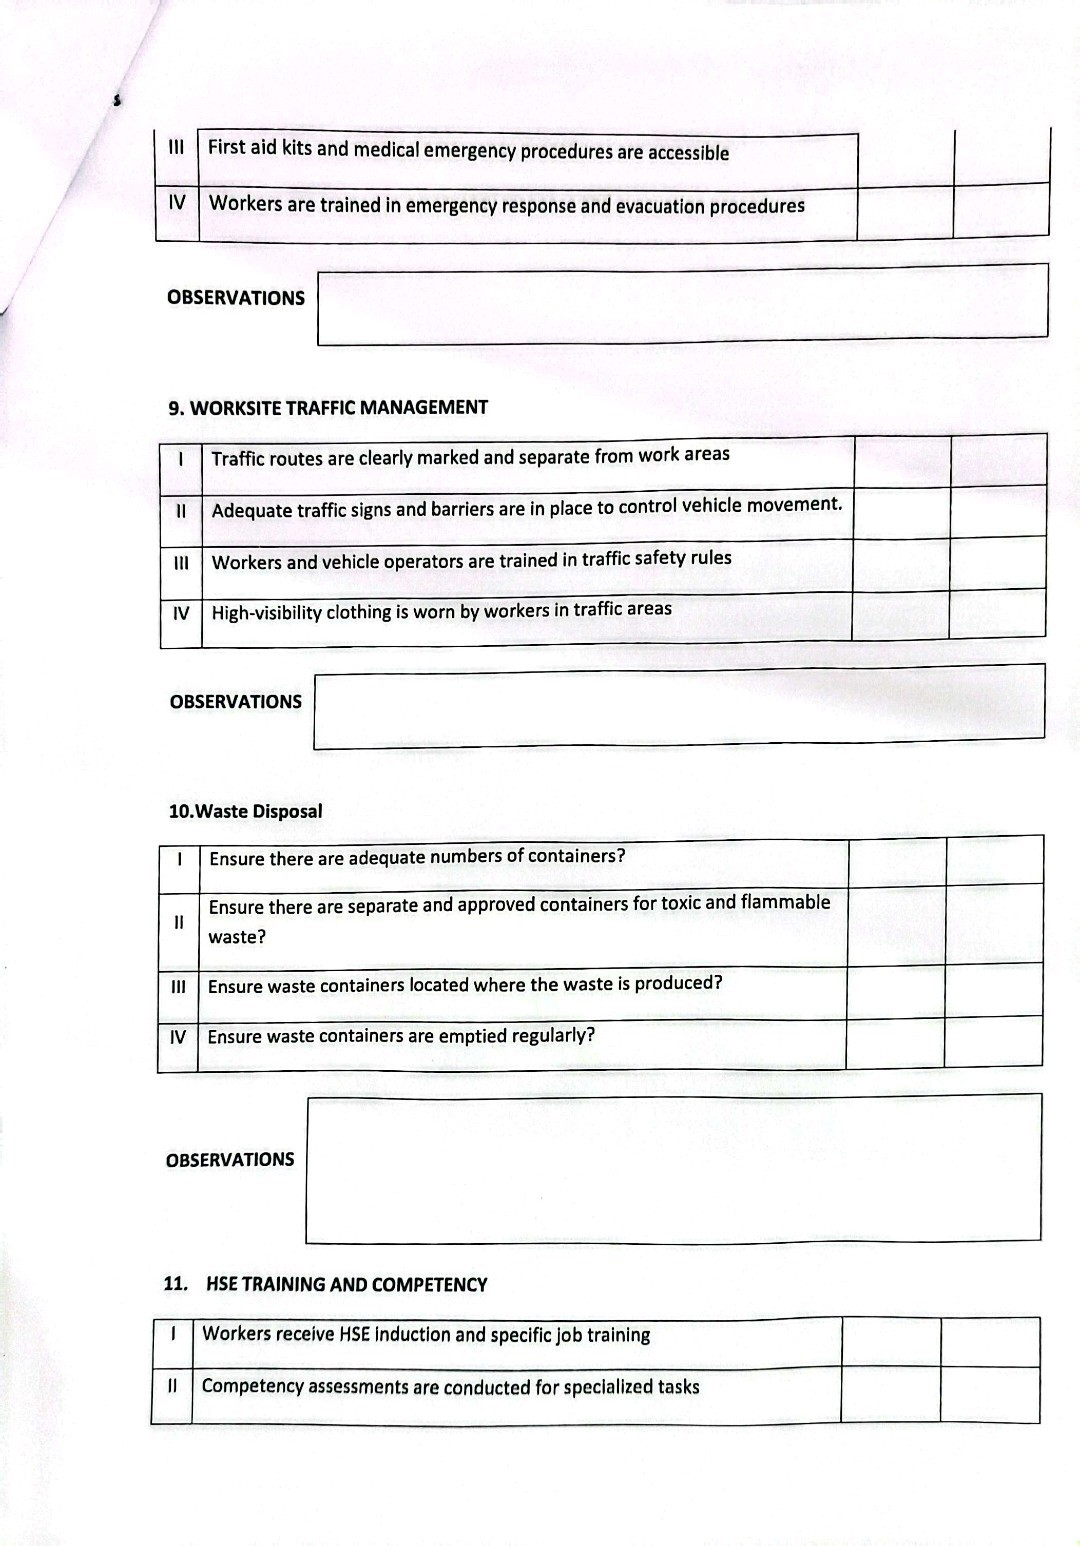 III First aid kits and medical emergency procedures are accessible
IV Workers are trained in emergency response and evacuation procedures
OBSERVATIONS
9. WORKSITE TRAFFIC MANAGEMENT
I Traffic routes are clearly marked and separate from work areas
II Adequate traffic signs and barriers are in place to control vehicle movement.
III Workers and vehicle operators are trained in traffic safety rules
IV High-visibility clothing is worn by workers in traffic areas
OBSERVATIONS
10.Waste Disposal
I Ensure there are adequate numbers of containers?
II Ensure there are separate and approved containers for toxic and flammable
waste?
III Ensure waste containers located where the waste is produced?
IV Ensure waste containers are emptied regularly?
OBSERVATIONS
11. HSE TRAINING AND COMPETENCY
I Workers receive HSE induction and specific job training
II Competency assessments are conducted for specialized tasks